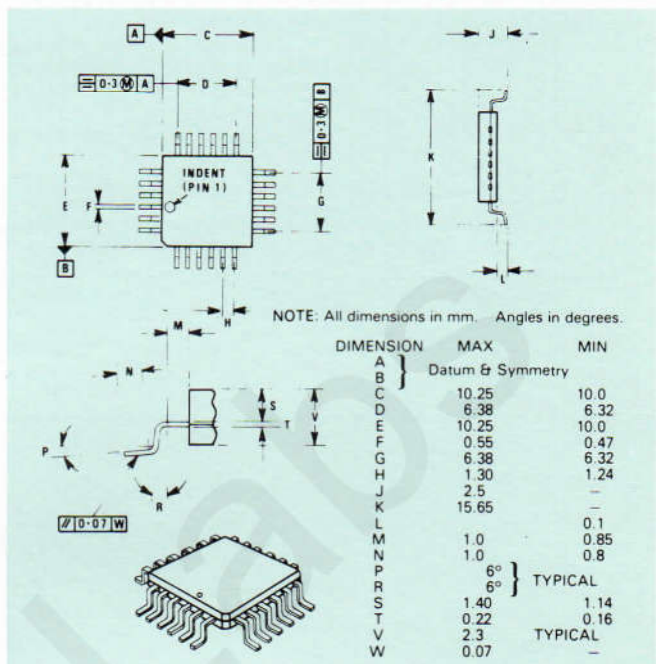 A C J
0·3 Ⓜ A D
0·3 Ⓜ B
INDENT
(PIN 1)
E F G K
B
H L
M
NOTE: All dimensions in mm. Angles in degrees.
N S T V
P
R
// 0·07 W
DIMENSION MAX MIN
A
B Datum & Symmetry
C 10.25 10.0
D 6.38 6.32
E 10.25 10.0
F 0.55 0.47
G 6.38 6.32
H 1.30 1.24
J 2.5 –
K 15.65 –
L 0.1
M 1.0 0.85
N 1.0 0.8
P 6°
R 6° TYPICAL
S 1.40 1.14
T 0.22 0.16
V 2.3 TYPICAL
W 0.07 –
Labs